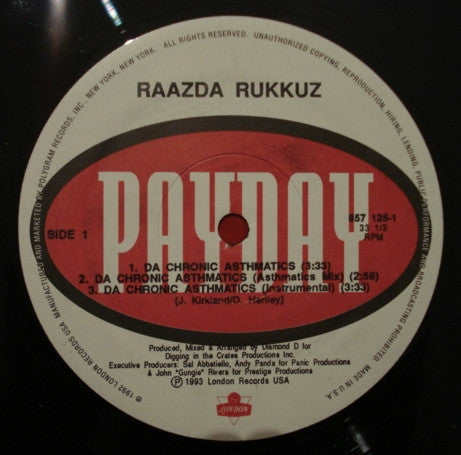 RAAZDA RUKKUZ
PAYDAY
SIDE 1
857 125-1
33 1/3
RPM
1. DA CHRONIC ASTHMATICS (3:33)
2. DA CHRONIC ASTHMATICS (Asthmatics Mix) (2:58)
3. DA CHRONIC ASTHMATICS (Instrumental) (3:33)
(J. Kirkland/D. Henley)
Produced, Mixed & Arranged by Diamond D for
Digging in the Crates Productions Inc.
Executive Producers: Sal Abbatiello, Andy Panda for Panic Productions
& John "Gungie" Rivera for Prestige Productions
Ⓟ 1993 London Records USA
LONDON
℗ 1992 LONDON RECORDS USA. MANUFACTURED AND MARKETED BY POLYGRAM RECORDS, INC., NEW YORK, NEW YORK. ALL RIGHTS RESERVED. UNAUTHORIZED COPYING, REPRODUCTION, HIRING, LENDING, PUBLIC PERFORMANCE AND BROADCASTING PROHIBITED. MADE IN U.S.A.